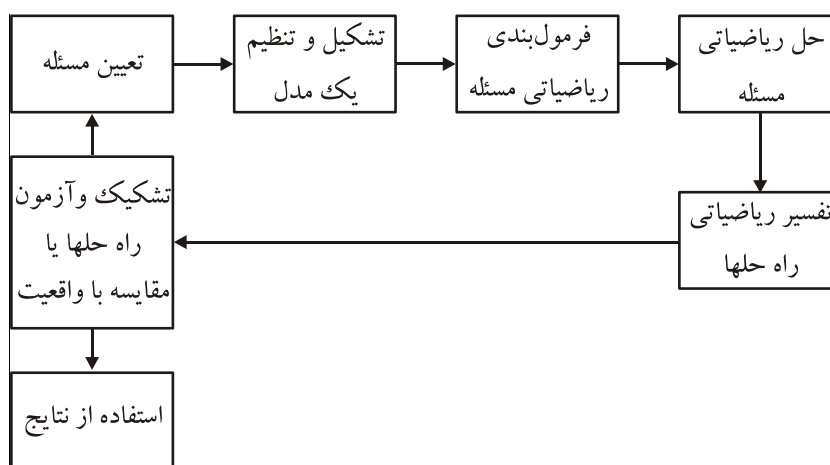 تعیین مسئله
تشکیل و تنظیم
یک مدل
فرمول‌بندی
ریاضیاتی مسئله
حل ریاضیاتی
مسئله
تفسیر ریاضیاتی
راه حلها
تشکیک وآزمون
راه حلها یا
مقایسه با واقعیت
استفاده از نتایج